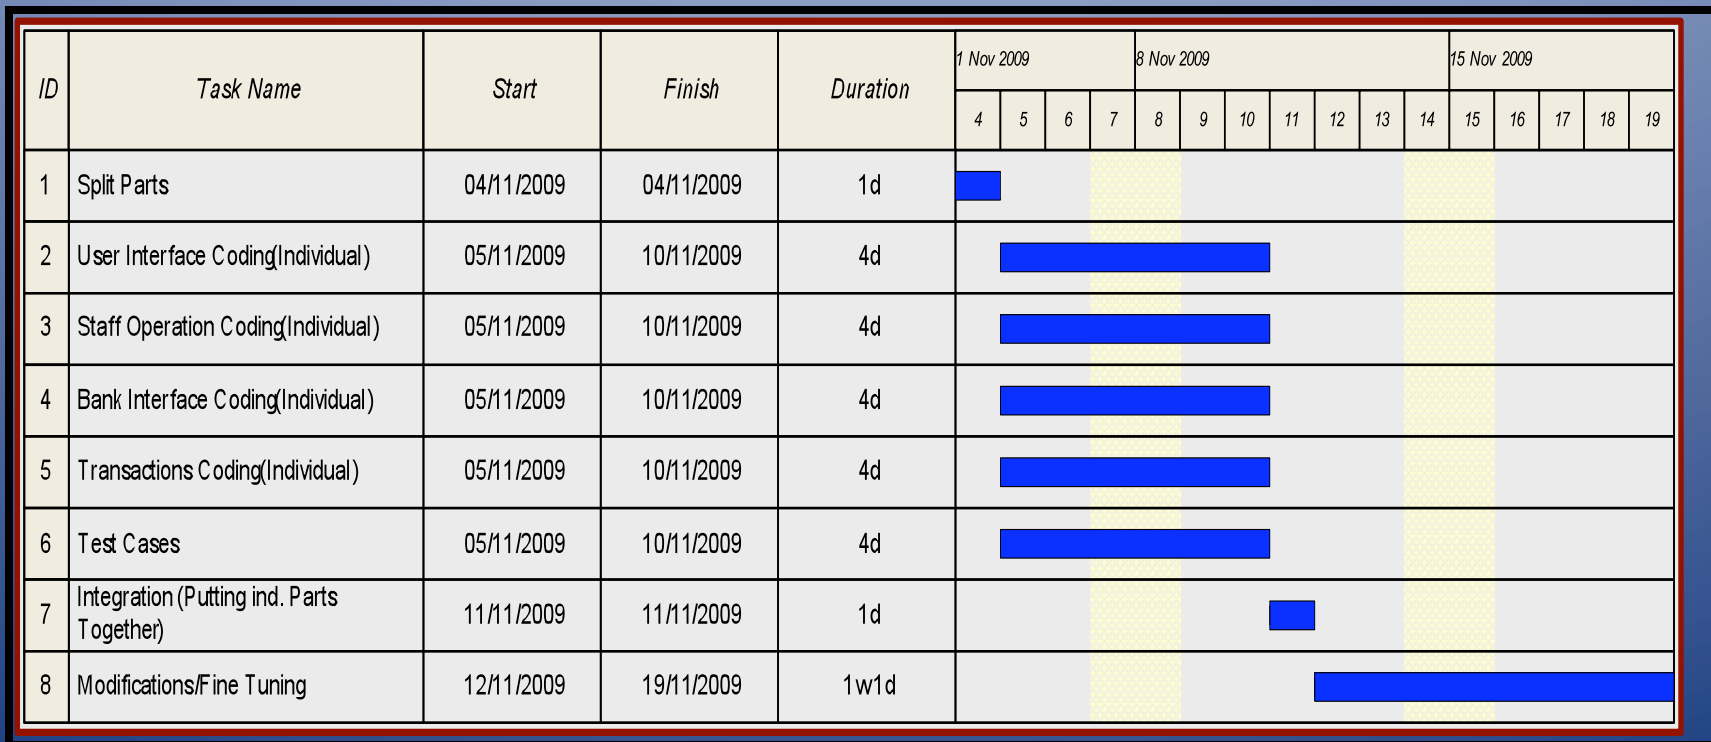 ID Task Name Start Finish Duration 1 Nov 2009 8 Nov 2009 15 Nov 2009
4 5 6 7 8 9 10 11 12 13 14 15 16 17 18 19
1 Split Parts 04/11/2009 04/11/2009 1d
2 User Interface Coding(Individual) 05/11/2009 10/11/2009 4d
3 Staff Operation Coding(Individual) 05/11/2009 10/11/2009 4d
4 Bank Interface Coding(Individual) 05/11/2009 10/11/2009 4d
5 Transactions Coding(Individual) 05/11/2009 10/11/2009 4d
6 Test Cases 05/11/2009 10/11/2009 4d
7 Integration (Putting ind. Parts
Together) 11/11/2009 11/11/2009 1d
8 Modifications/Fine Tuning 12/11/2009 19/11/2009 1w1d